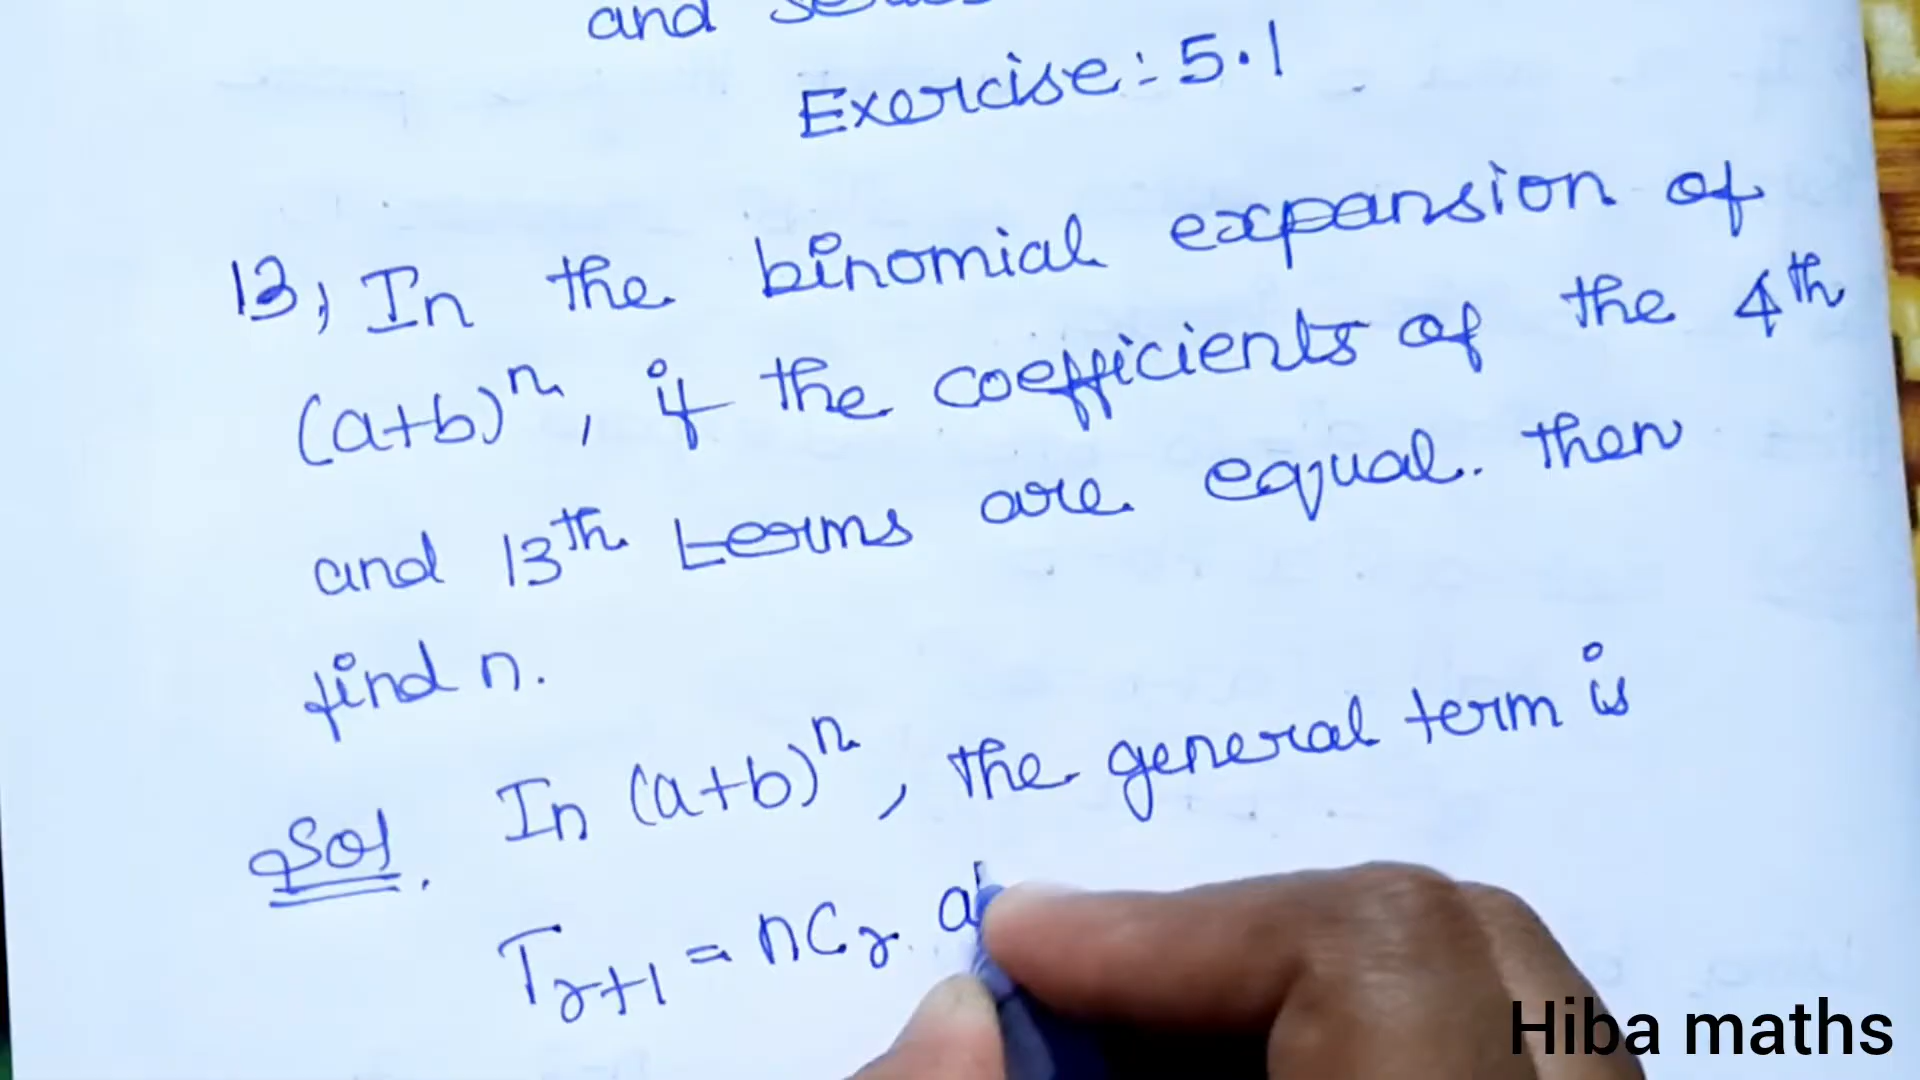 and
Exercise:- 5.1
13, In the binomial expansion of
(a+b)ⁿ, if the coefficients of the 4th
and 13th terms are equal. then
find n.
Sol. In (a+b)ⁿ, the general term is
Tr+1 = nCr a
Hiba maths